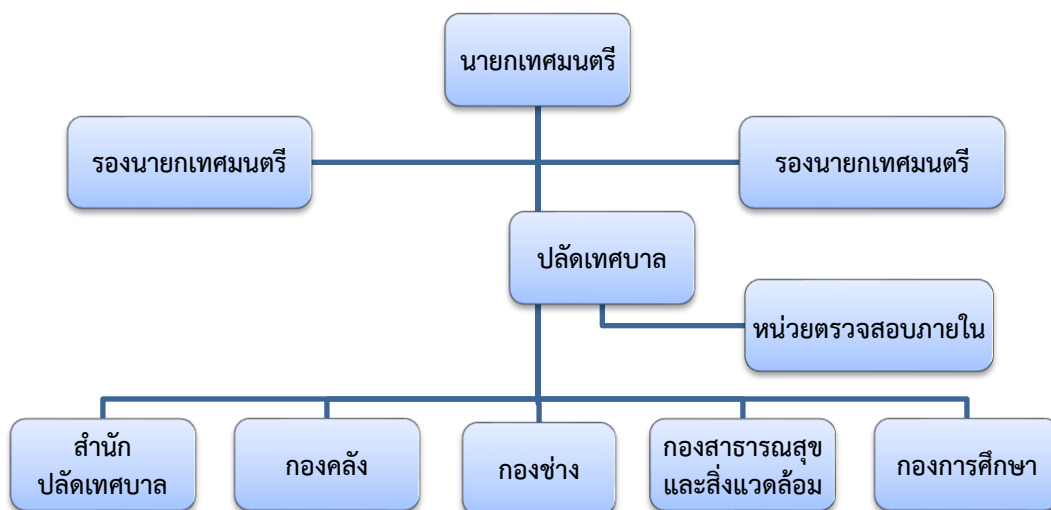 นายกเทศมนตรี
รองนายกเทศมนตรี
รองนายกเทศมนตรี
ปลัดเทศบาล
หน่วยตรวจสอบภายใน
สำนัก
ปลัดเทศบาล
กองคลัง
กองช่าง
กองสาธารณสุข
และสิ่งแวดล้อม
กองการศึกษา